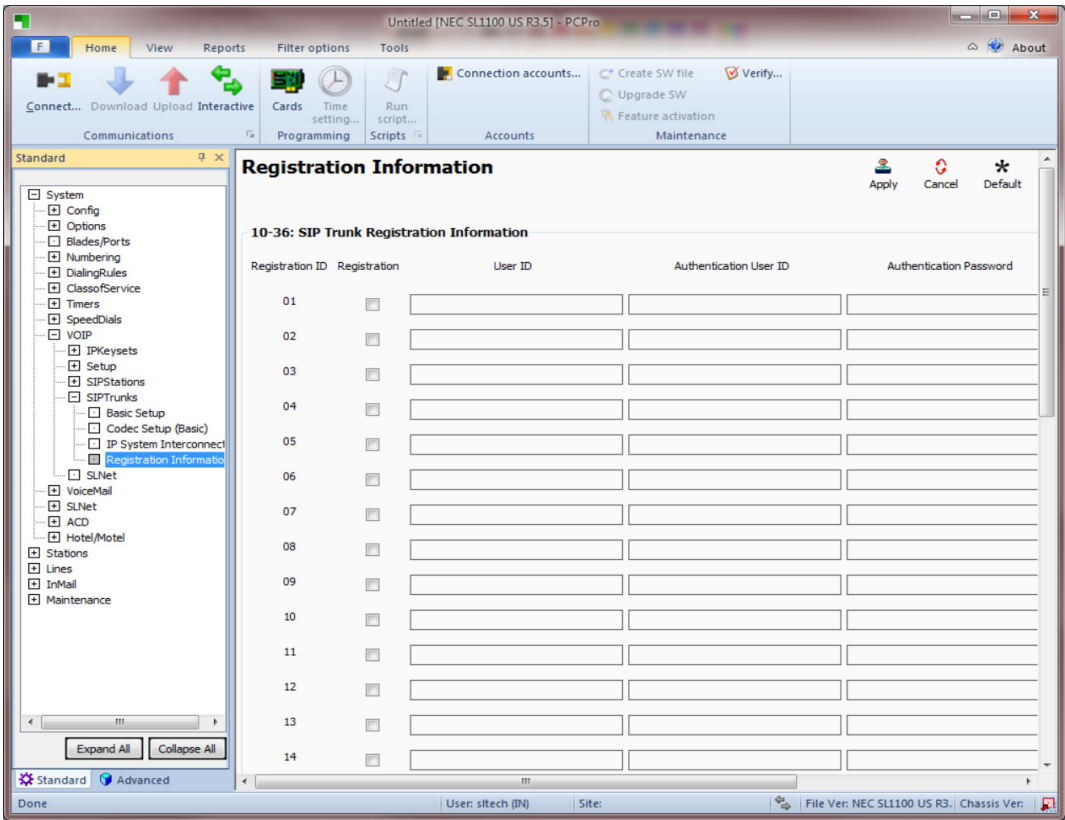 Untitled [NEC SL1100 US R3.5] - PCPro
F Home View Reports Filter options Tools About
Connect... Download Upload Interactive Cards Time setting... Run script... Connection accounts... Create SW file Verify...
Upgrade SW
Feature activation
Communications Programming Scripts Accounts Maintenance
Standard
System
Config
Options
Blades/Ports
Numbering
DialingRules
ClassofService
Timers
SpeedDials
VOIP
IPKeysets
Setup
SIPStations
SIPTrunks
Basic Setup
Codec Setup (Basic)
IP System Interconnect
Registration Informatio
SLNet
VoiceMail
SLNet
ACD
Hotel/Motel
Stations
Lines
InMail
Maintenance
Expand All Collapse All
Standard Advanced
Registration Information
Apply Cancel Default
10-36: SIP Trunk Registration Information
Registration ID Registration User ID Authentication User ID Authentication Password
01
02
03
04
05
06
07
08
09
10
11
12
13
14
Done User: sltech (IN) Site: File Ver: NEC SL1100 US R3. Chassis Ver: